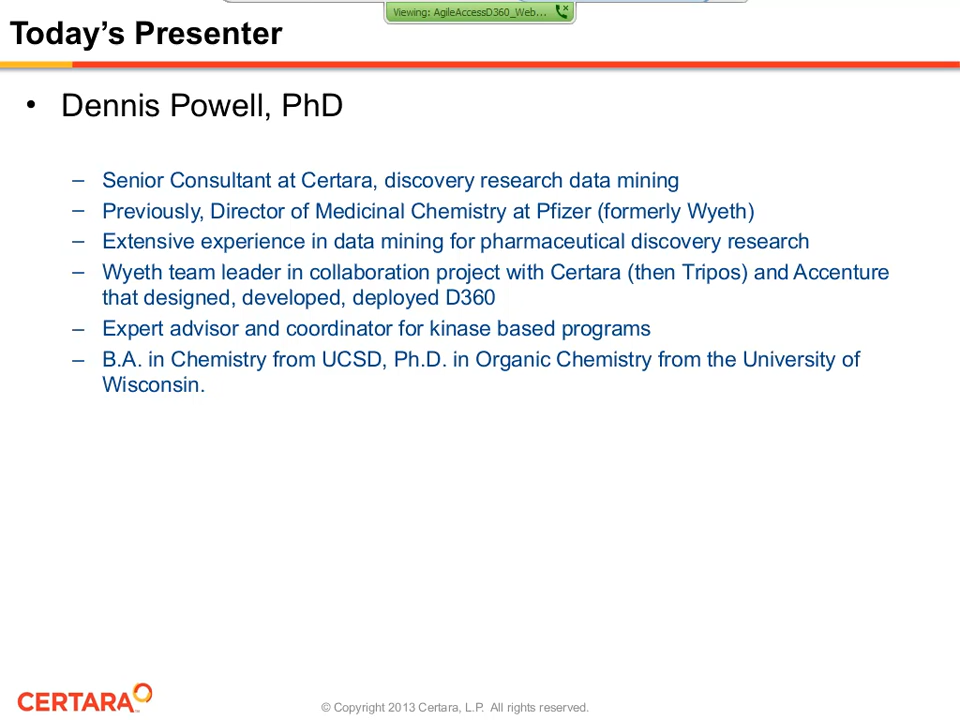 Viewing: AgileAccessD360_Web...
Today’s Presenter
• Dennis Powell, PhD
– Senior Consultant at Certara, discovery research data mining
– Previously, Director of Medicinal Chemistry at Pfizer (formerly Wyeth)
– Extensive experience in data mining for pharmaceutical discovery research
– Wyeth team leader in collaboration project with Certara (then Tripos) and Accenture
that designed, developed, deployed D360
– Expert advisor and coordinator for kinase based programs
– B.A. in Chemistry from UCSD, Ph.D. in Organic Chemistry from the University of
Wisconsin.
CERTARA
© Copyright 2013 Certara, L.P. All rights reserved.